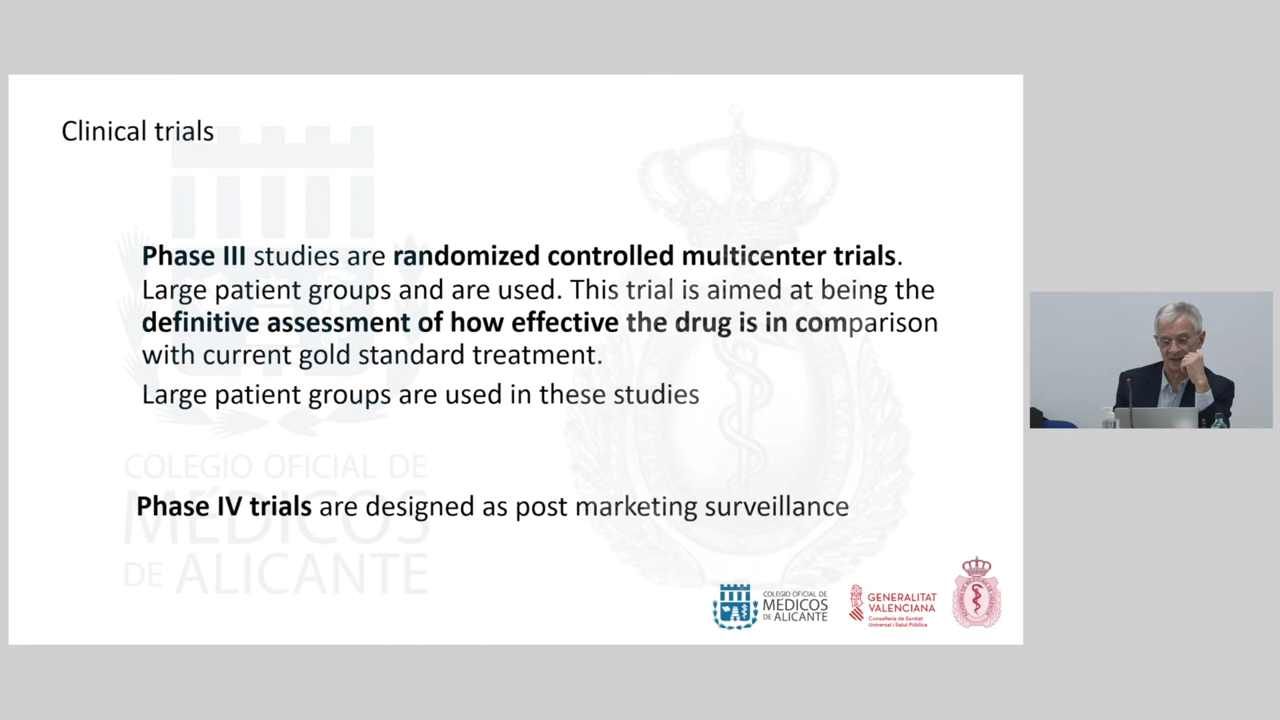 Clinical trials
Phase III studies are randomized controlled multicenter trials.
Large patient groups and are used. This trial is aimed at being the
definitive assessment of how effective the drug is in comparison
with current gold standard treatment.
Large patient groups are used in these studies
COLEGIO OFICIAL DE
MÉDICOS
DE ALICANTE
Phase IV trials are designed as post marketing surveillance
COLEGIO OFICIAL DE
MÉDICOS
DE ALICANTE
GENERALITAT
VALENCIANA
Conselleria de Sanitat
Universal i Salut Pública